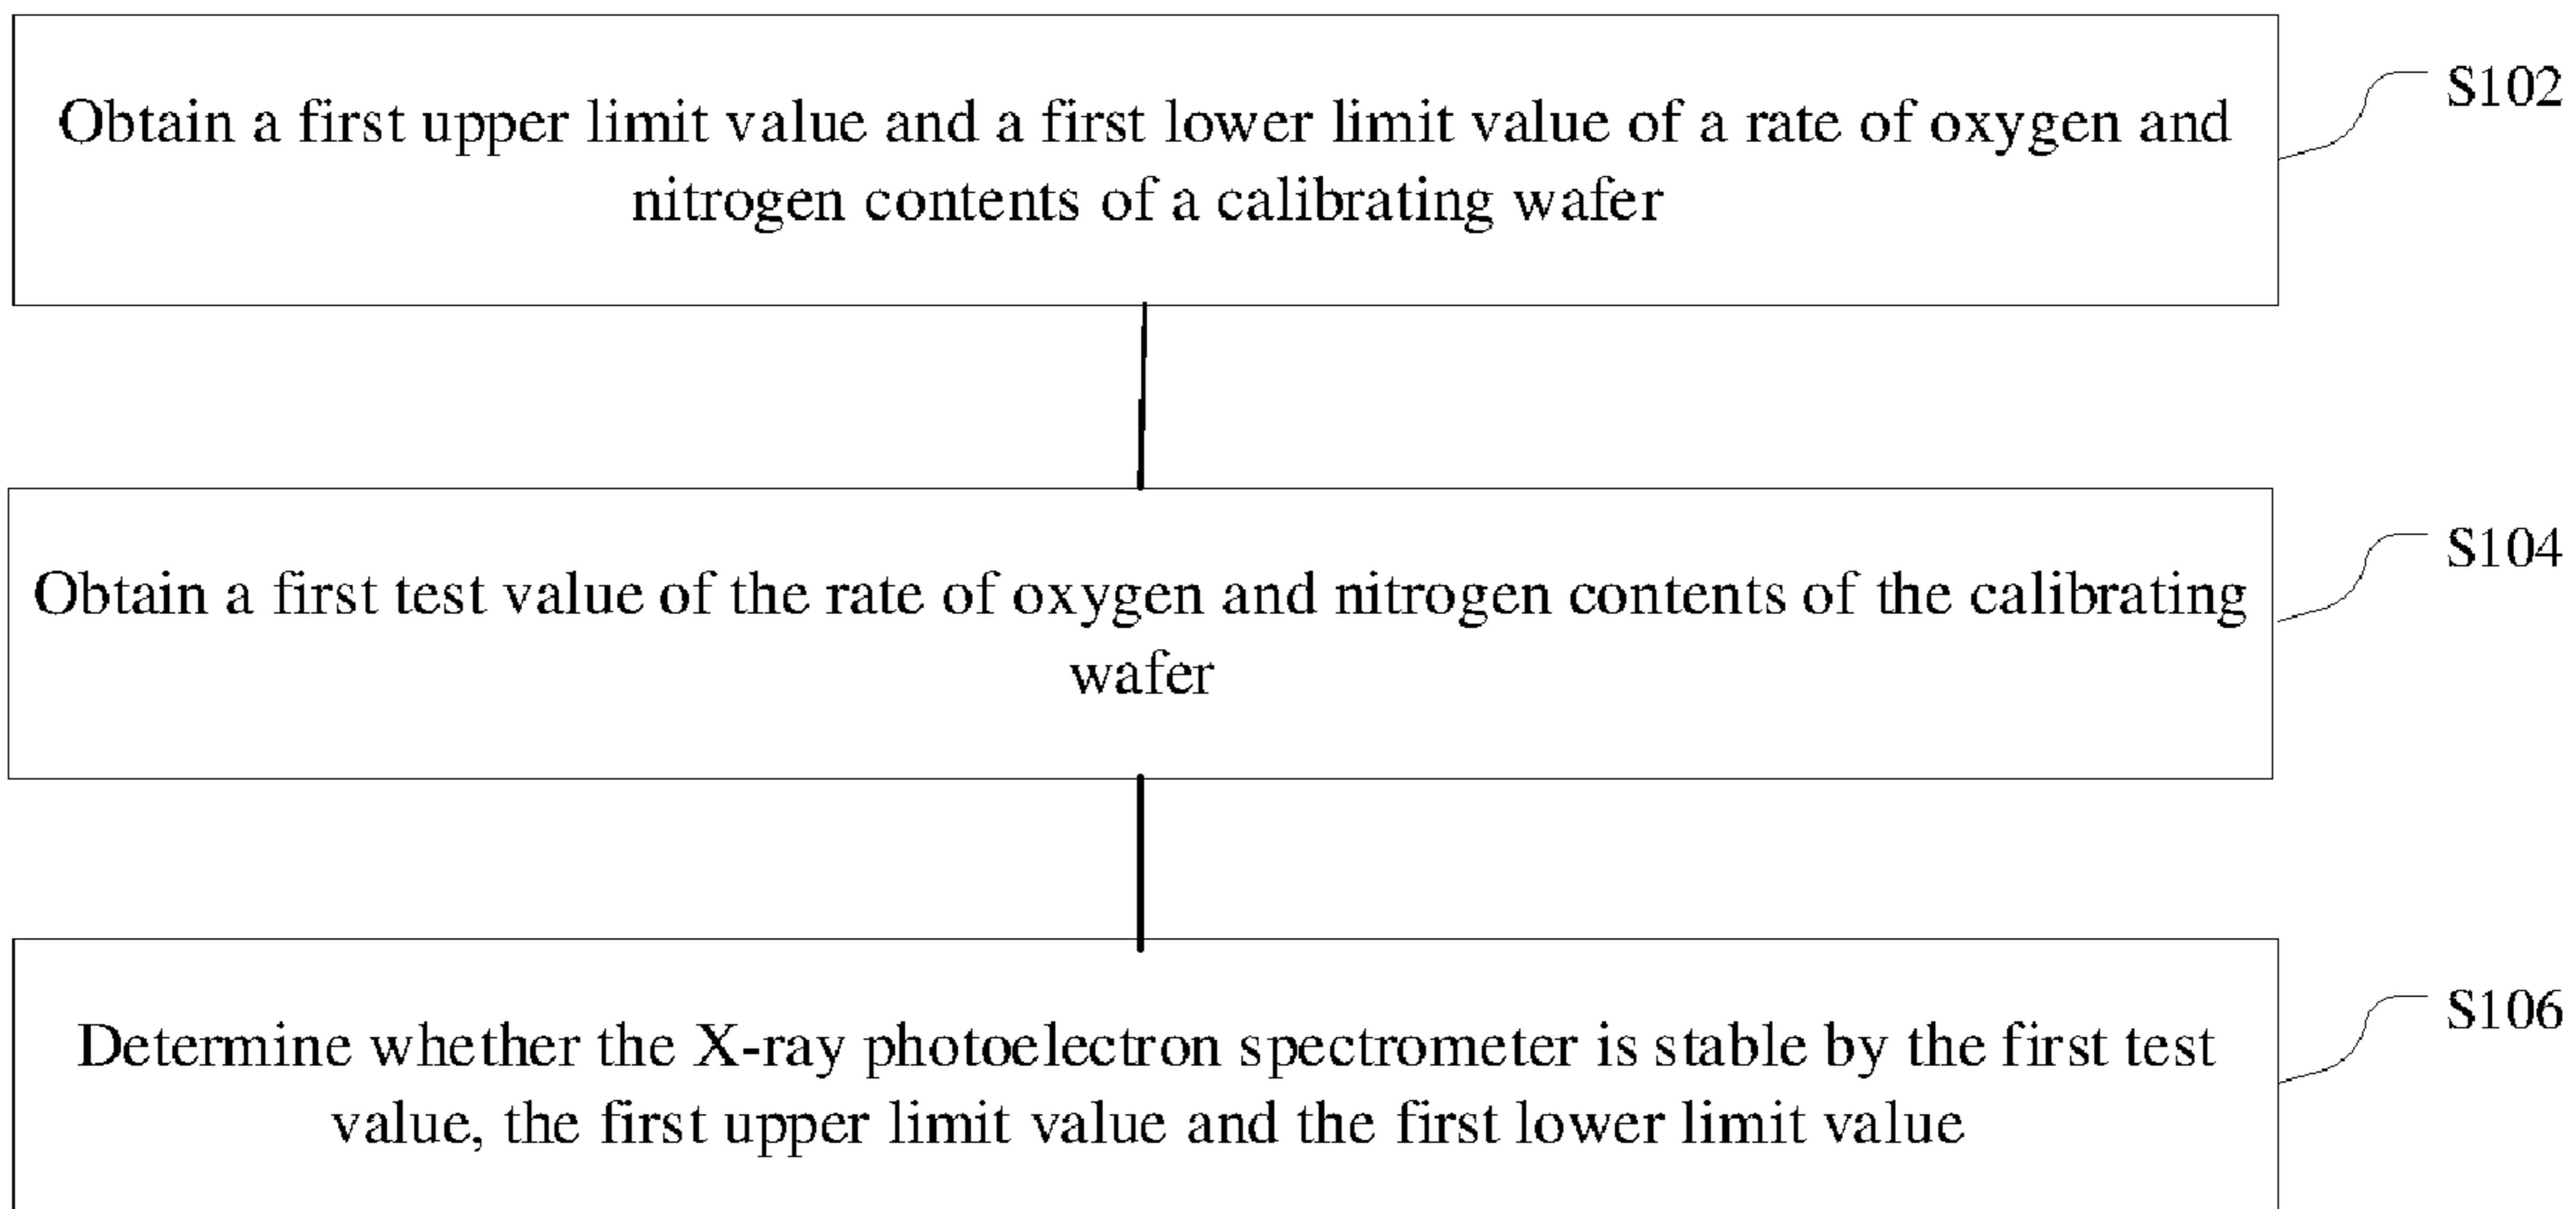 Obtain a first upper limit value and a first lower limit value of a rate of oxygen and
nitrogen contents of a calibrating wafer
S102
Obtain a first test value of the rate of oxygen and nitrogen contents of the calibrating
wafer
S104
Determine whether the X-ray photoelectron spectrometer is stable by the first test
value, the first upper limit value and the first lower limit value
S106